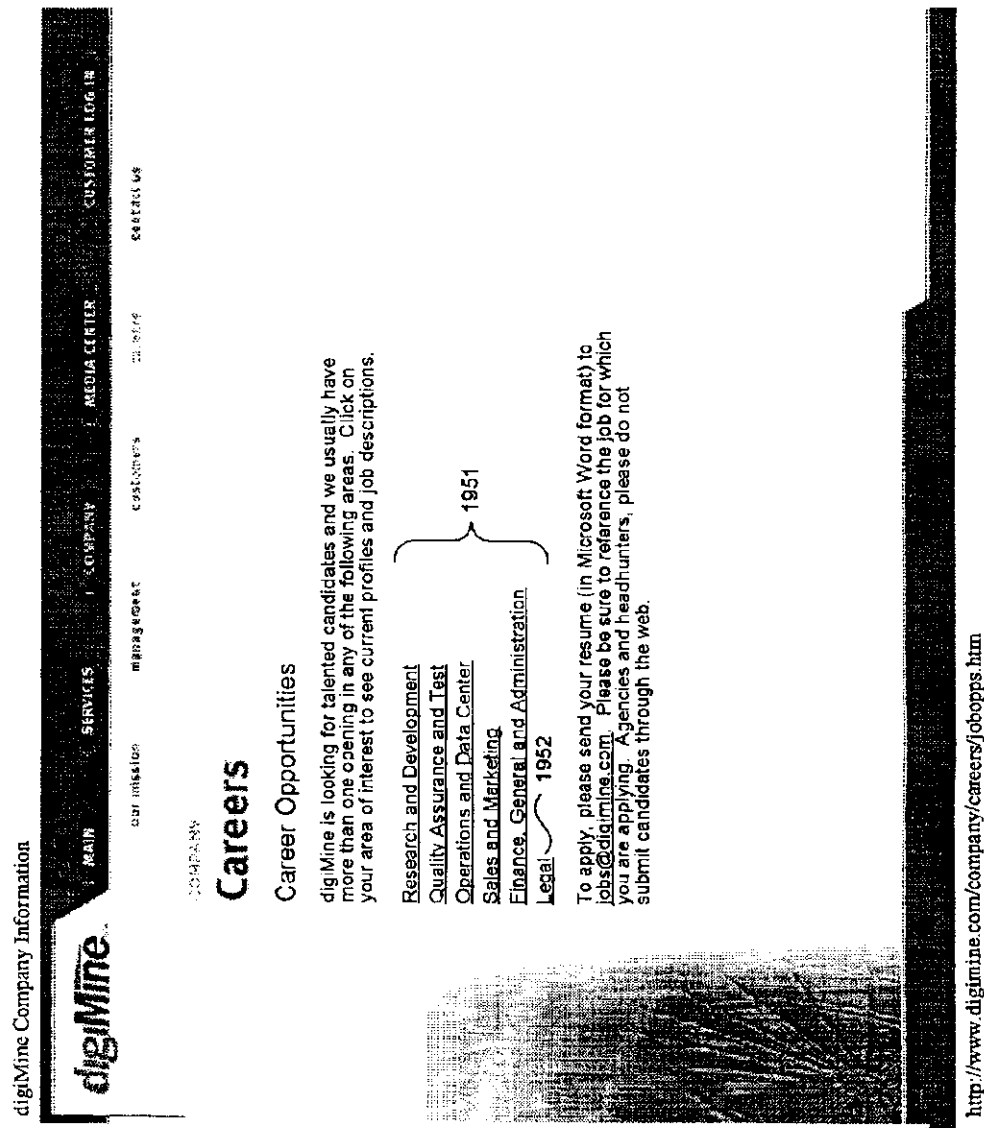 digiMine Company Information
digiMine
MAIN SERVICES COMPANY MEDIA CENTER CUSTOMER LOG-IN
our mission management customers careers contact us
COMPANY
Careers
Career Opportunities
digiMine is looking for talented candidates and we usually have
more than one opening in any of the following areas. Click on
your area of interest to see current profiles and job descriptions.
Research and Development
Quality Assurance and Test
Operations and Data Center
Sales and Marketing
Finance, General and Administration
1951
Legal 1952
To apply, please send your resume (in Microsoft Word format) to
jobs@digimine.com. Please be sure to reference the job for which
you are applying. Agencies and headhunters, please do not
submit candidates through the web.
http://www.digimine.com/company/careers/jobopps.htm